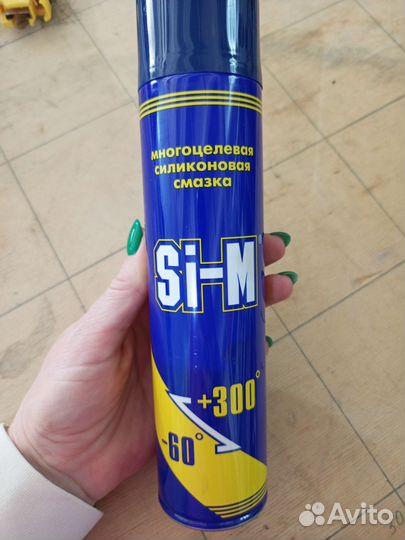 многоцелевая
силиконовая
смазка
Si-M
+300°
-60°
Avito